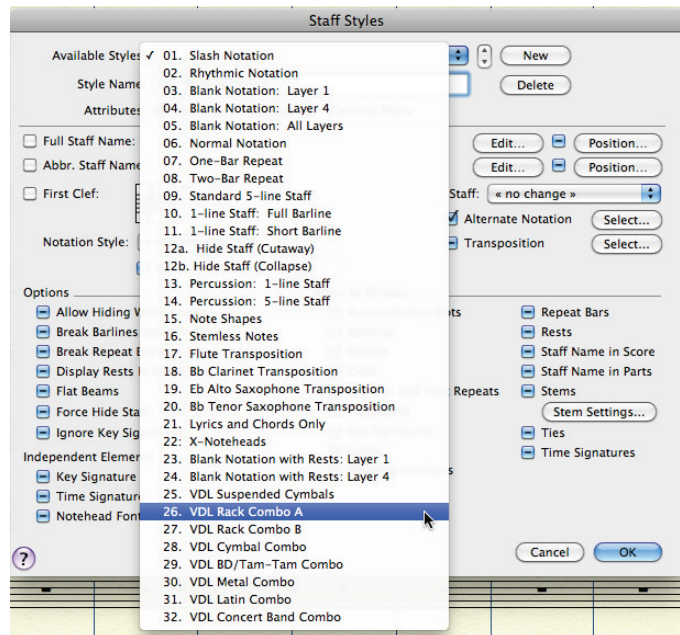 Staff Styles
Available Styles
✓ 01. Slash Notation
02. Rhythmic Notation
03. Blank Notation: Layer 1
04. Blank Notation: Layer 4
05. Blank Notation: All Layers
06. Normal Notation
07. One-Bar Repeat
08. Two-Bar Repeat
09. Standard 5-line Staff
10. 1-line Staff: Full Barline
11. 1-line Staff: Short Barline
12a. Hide Staff (Cutaway)
12b. Hide Staff (Collapse)
13. Percussion: 1-line Staff
14. Percussion: 5-line Staff
15. Note Shapes
16. Stemless Notes
17. Flute Transposition
18. Bb Clarinet Transposition
19. Eb Alto Saxophone Transposition
20. Bb Tenor Saxophone Transposition
21. Lyrics and Chords Only
22: X-Noteheads
23. Blank Notation with Rests: Layer 1
24. Blank Notation with Rests: Layer 4
25. VDL Suspended Cymbals
26. VDL Rack Combo A
27. VDL Rack Combo B
28. VDL Cymbal Combo
29. VDL BD/Tam-Tam Combo
30. VDL Metal Combo
31. VDL Latin Combo
32. VDL Concert Band Combo
New
Style Name
Delete
Attributes
Full Staff Name:
Edit...
Position...
Abbr. Staff Name
Edit...
Position...
First Clef:
Staff:
« no change »
Alternate Notation
Select...
Notation Style:
Transposition
Select...
Options
Allow Hiding
Break Barlines
Break Repeat
Display Rests
Flat Beams
Force Hide Sta
Ignore Key Sig
Repeats
Repeat Bars
Rests
Staff Name in Score
Staff Name in Parts
Stems
Stem Settings...
Ties
Time Signatures
Independent Element
Key Signature
Time Signature
Notehead Font
?
Cancel
OK